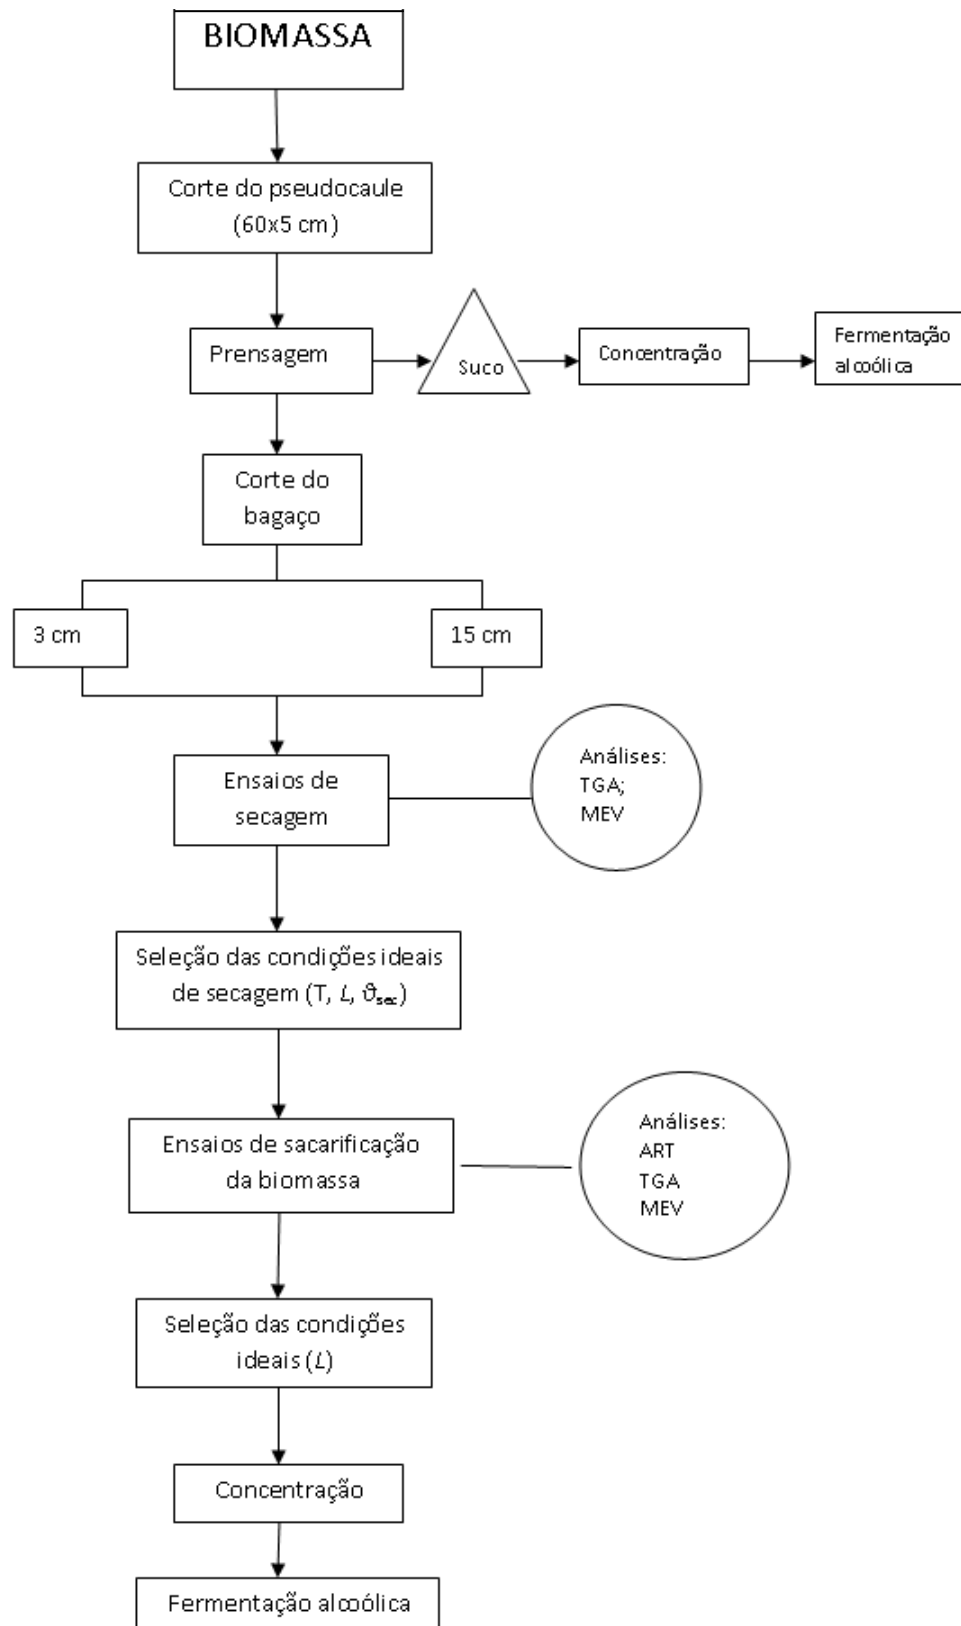 BIOMASSA
Corte do pseudocaule
(60x5 cm)
Prensagem
Suco
Concentração
Fermentação
alcoólica
Corte do
bagaço
3 cm
15 cm
Ensaios de
secagem
Análises:
TGA;
MEV
Seleção das condições ideais
de secagem (T, L, ϑsec)
Ensaios de sacarificação
da biomassa
Análises:
ART
TGA
MEV
Seleção das condições
ideais (L)
Concentração
Fermentação alcoólica